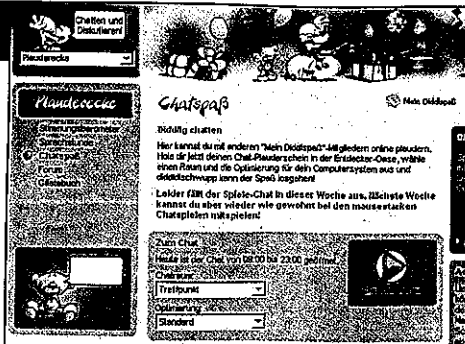 Chatten und
Diskutieren!
Plauderecke
Plauderecke
Stimmungsbarometer
Sprechstunde
Chatspaß
Forum
Gästebuch
Chatspaß
Mein Diddlspaß
Diddlig chatten
Hier kannst du mit anderen "Mein Diddlspaß"-Mitgliedern online plaudern.
Hole dir jetzt deinen Chat-Plauderschein in der Entdecker-Oase, wähle
einen Raum und die Optimierung für dein Computersystem aus und
diddldischwupp kann der Spaß losgehen!
Leider fällt der Spiele-Chat in dieser Woche aus, nächste Woche
kannst du aber wieder wie gewohnt bei den mausestarken
Chatspielen mitspielen!
Zum Chat
Heute ist der Chat von 09:00 bis 23:00 geöffnet.
Chatraum:
Treffpunkt
Optimierung:
Standard